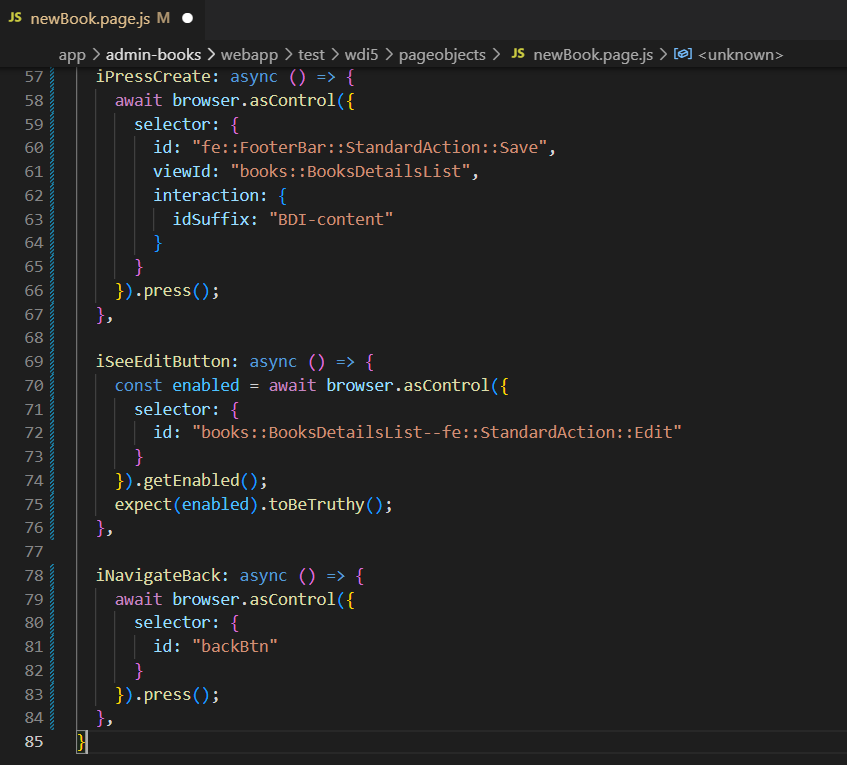 JS newBook.page.js M ●
app > admin-books > webapp > test > wdi5 > pageobjects > JS newBook.page.js > <unknown>
57 iPressCreate: async () => {
58 await browser.asControl({
59 selector: {
60 id: "fe::FooterBar::StandardAction::Save",
61 viewId: "books::BooksDetailsList",
62 interaction: {
63 idSuffix: "BDI-content"
64 }
65 }
66 }).press();
67 },
68
69 iSeeEditButton: async () => {
70 const enabled = await browser.asControl({
71 selector: {
72 id: "books::BooksDetailsList--fe::StandardAction::Edit"
73 }
74 }).getEnabled();
75 expect(enabled).toBeTruthy();
76 },
77
78 iNavigateBack: async () => {
79 await browser.asControl({
80 selector: {
81 id: "backBtn"
82 }
83 }).press();
84 },
85 }